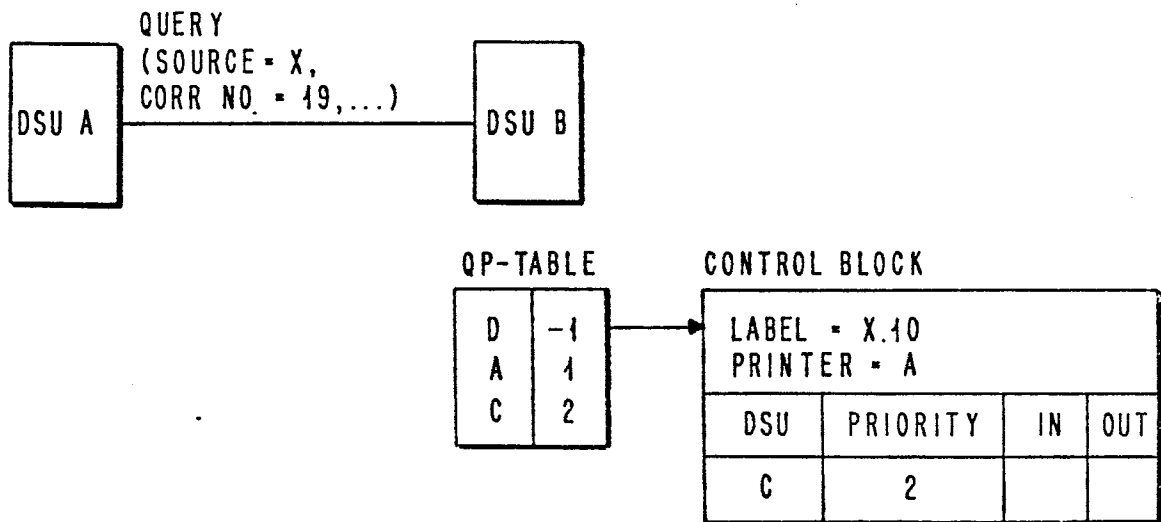 QUERY
(SOURCE = X,
CORR NO. = 19,...)
DSU A
DSU B
QP-TABLE
D -1
A 1
C 2
CONTROL BLOCK
LABEL = X.10
PRINTER = A
DSU PRIORITY IN OUT
C 2